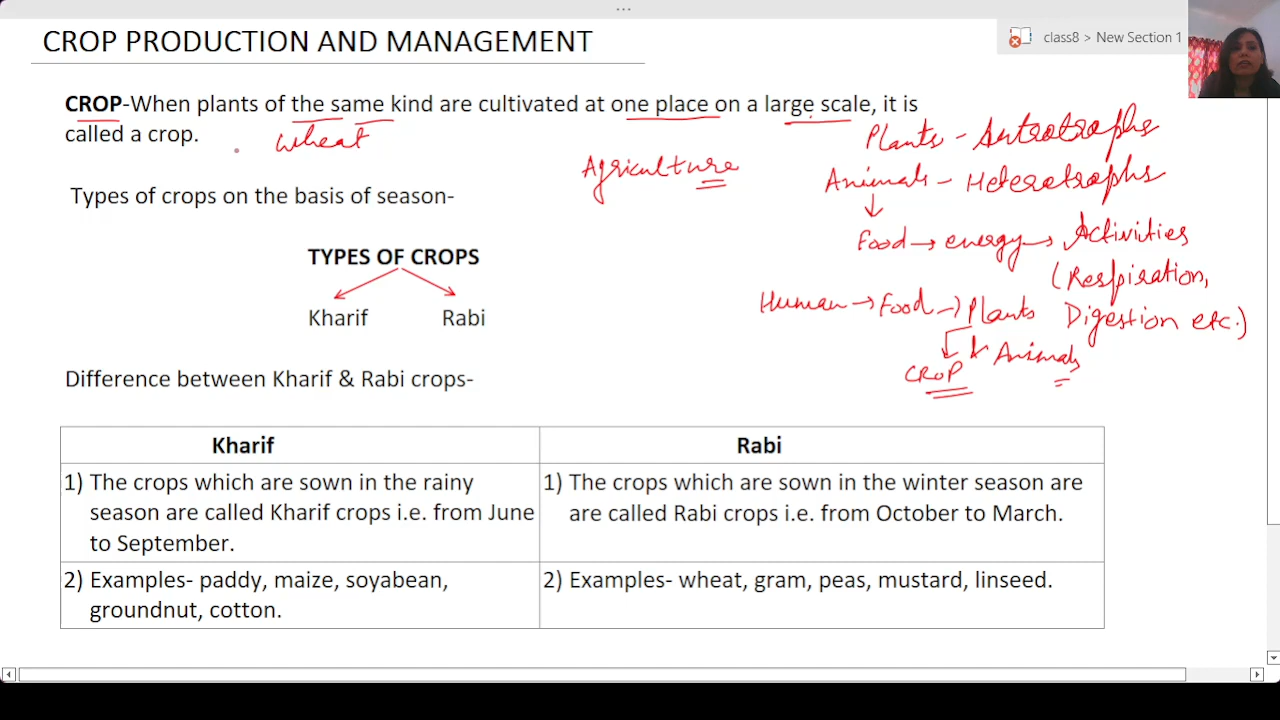 ...
CROP PRODUCTION AND MANAGEMENT
class8 > New Section 1
CROP-When plants of the same kind are cultivated at one place on a large scale, it is
called a crop.
wheat
Agriculture
Plants - Autrotrophs
Animals - Heterotrophs
Types of crops on the basis of season-
Food → energy → Activities
(Respiration,
Digestion etc.)
TYPES OF CROPS
Kharif Rabi
Human → Food → Plants
& Animals
CROP
Difference between Kharif & Rabi crops-
Kharif
1) The crops which are sown in the rainy
season are called Kharif crops i.e. from June
to September.
2) Examples- paddy, maize, soyabean,
groundnut, cotton.
Rabi
1) The crops which are sown in the winter season are
are called Rabi crops i.e. from October to March.
2) Examples- wheat, gram, peas, mustard, linseed.